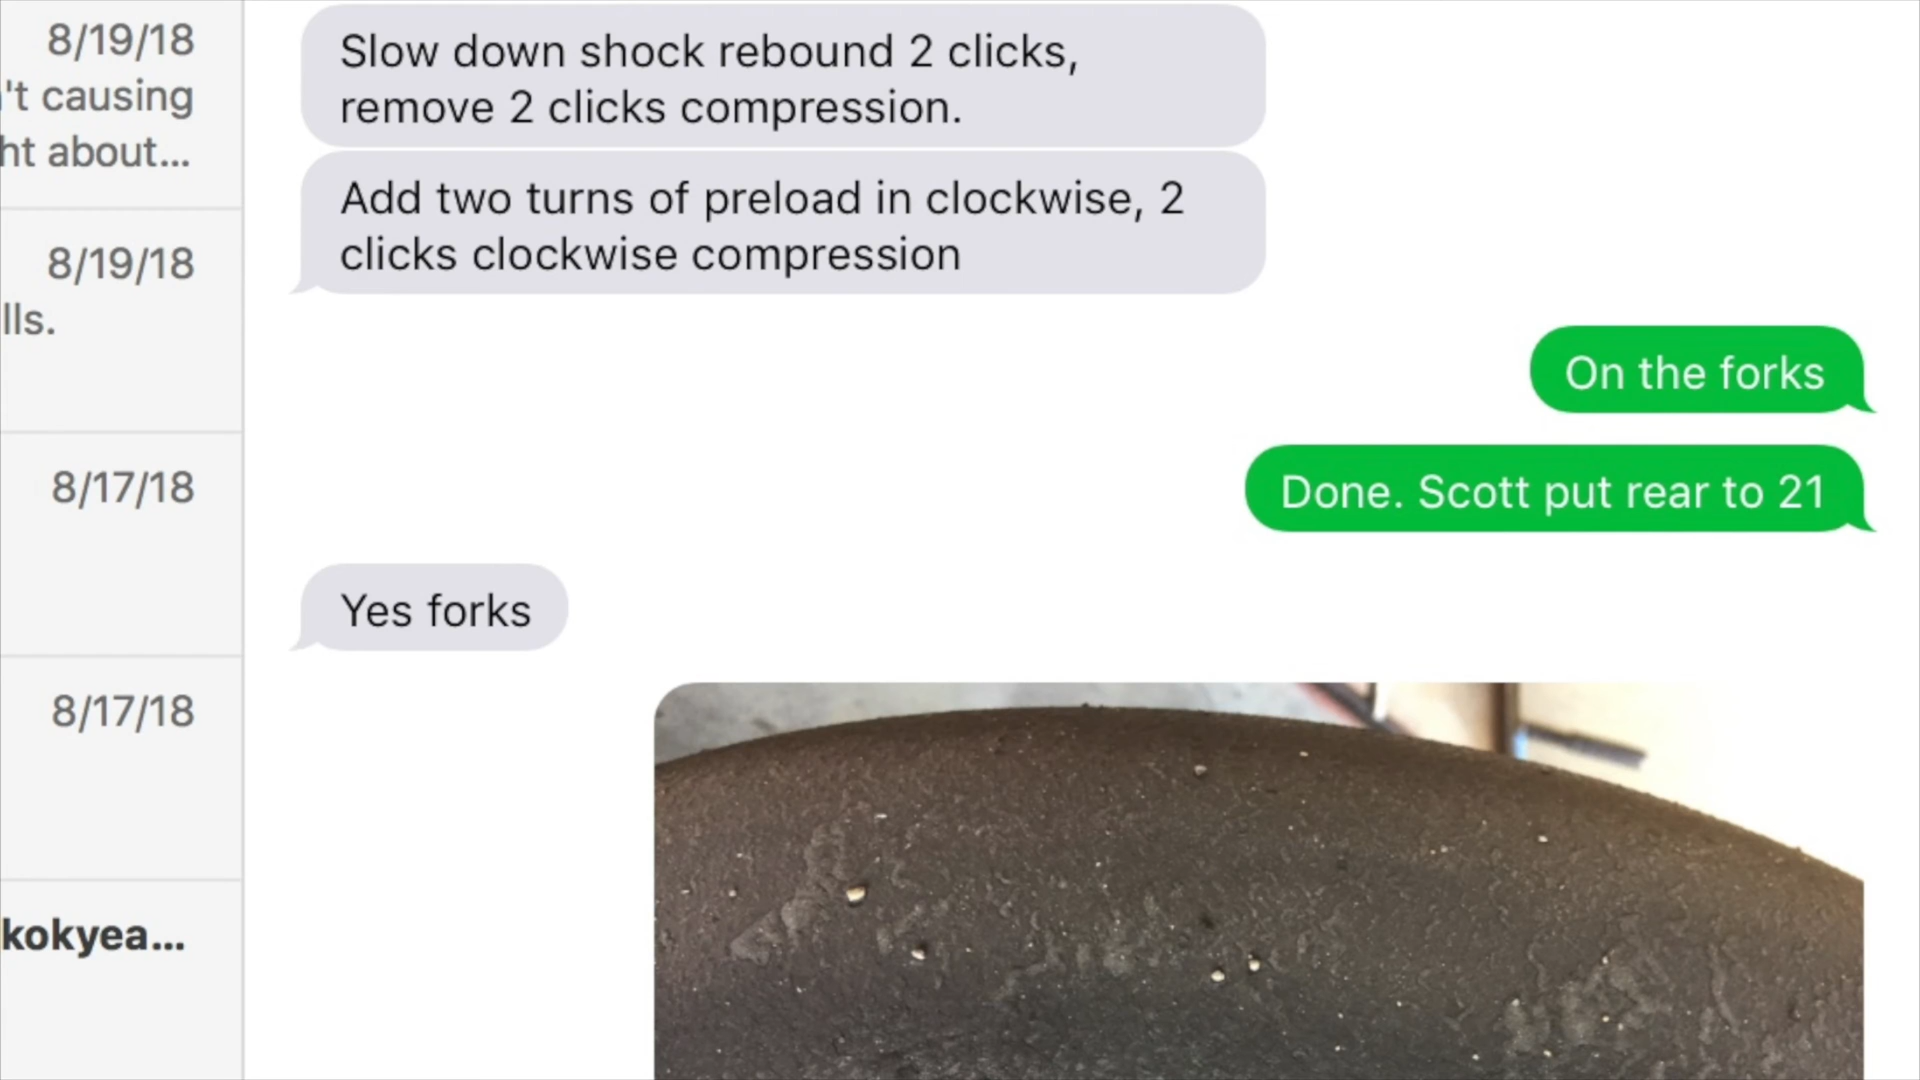 8/19/18
't causing
ht about...
8/19/18
lls.
8/17/18
8/17/18
kokyea...
Slow down shock rebound 2 clicks,
remove 2 clicks compression.
Add two turns of preload in clockwise, 2
clicks clockwise compression
On the forks
Done. Scott put rear to 21
Yes forks